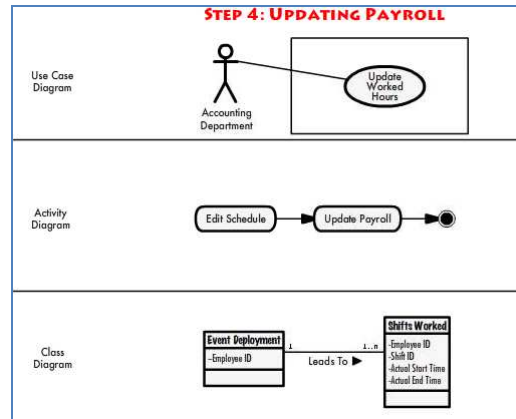 STEP 4: UPDATING PAYROLL
Use Case
Diagram
Accounting
Department
Update
Worked
Hours
Activity
Diagram
Edit Schedule
Update Payroll
Class
Diagram
Event Deployment
-Employee ID
1
Leads To ▶
1..n
Shifts Worked
-Employee ID
-Shift ID
-Actual Start Time
-Actual End Time